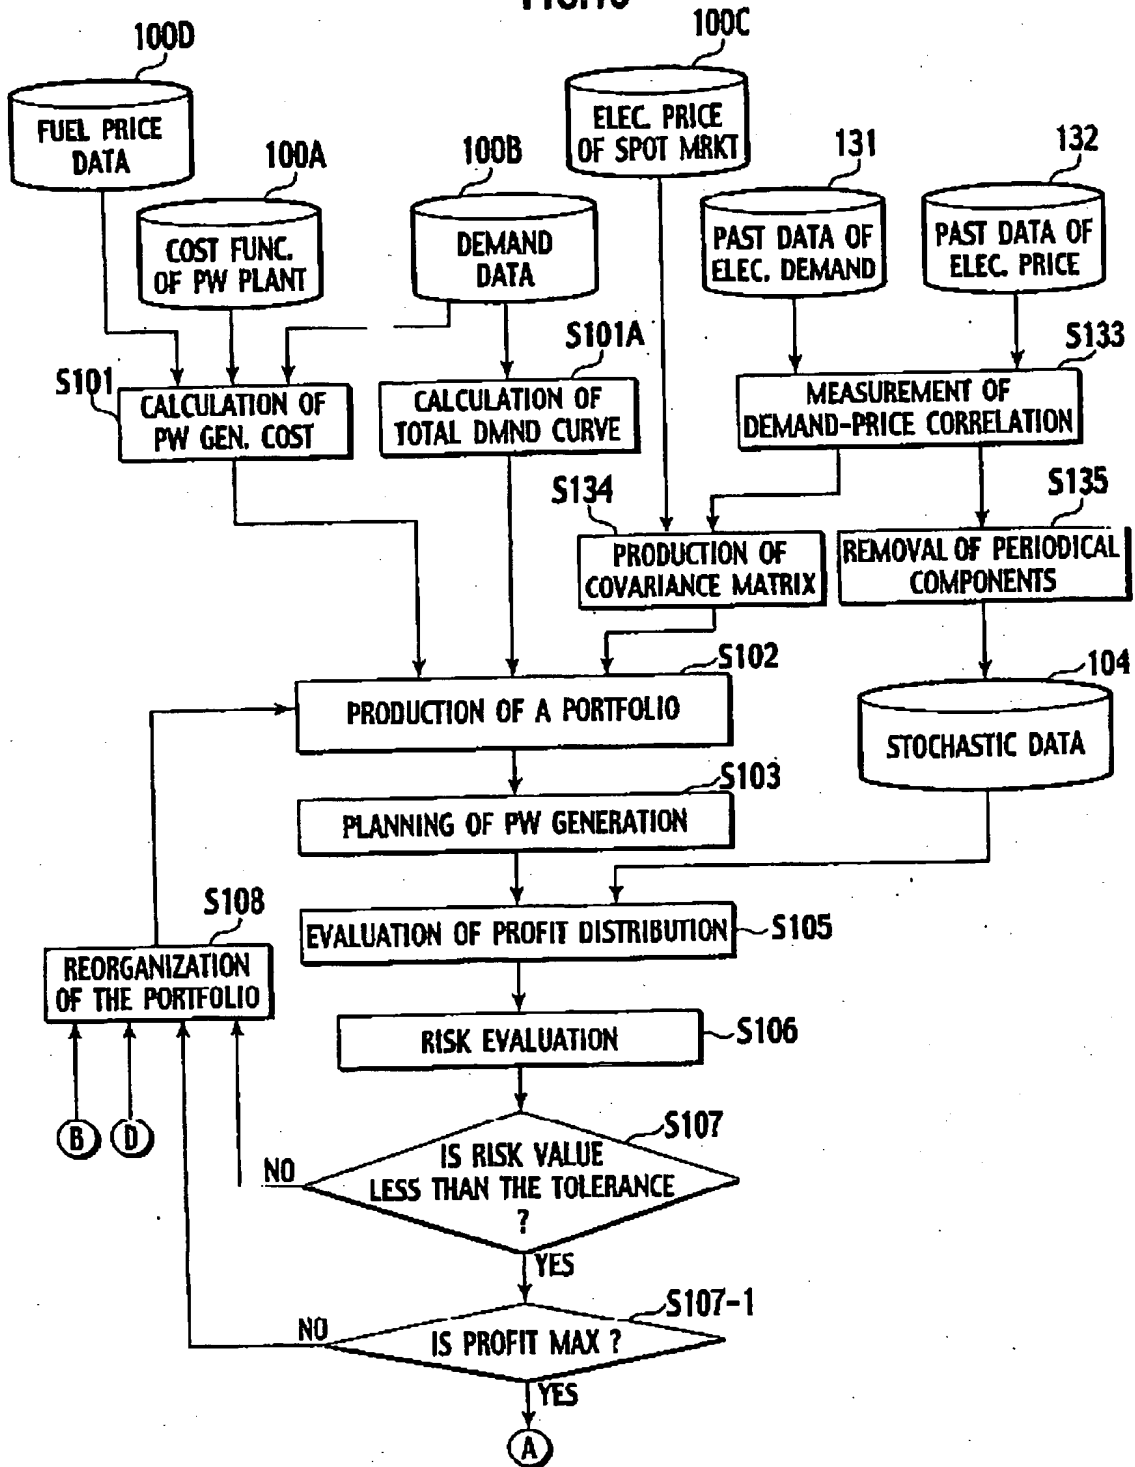 100D
100C
FUEL PRICE
DATA
ELEC. PRICE
OF SPOT MRKT
100A
100B
131
132
COST FUNC.
OF PW PLANT
DEMAND
DATA
PAST DATA OF
ELEC. DEMAND
PAST DATA OF
ELEC. PRICE
S101
CALCULATION OF
PW GEN. COST
S101A
CALCULATION OF
TOTAL DMND CURVE
S133
MEASUREMENT OF
DEMAND-PRICE CORRELATION
S134
PRODUCTION OF
COVARIANCE MATRIX
S135
REMOVAL OF PERIODICAL
COMPONENTS
S102
PRODUCTION OF A PORTFOLIO
104
STOCHASTIC DATA
S103
PLANNING OF PW GENERATION
S108
REORGANIZATION
OF THE PORTFOLIO
EVALUATION OF PROFIT DISTRIBUTION
S105
RISK EVALUATION
S106
B
D
S107
IS RISK VALUE
LESS THAN THE TOLERANCE
?
NO
YES
S107-1
IS PROFIT MAX ?
NO
YES
A